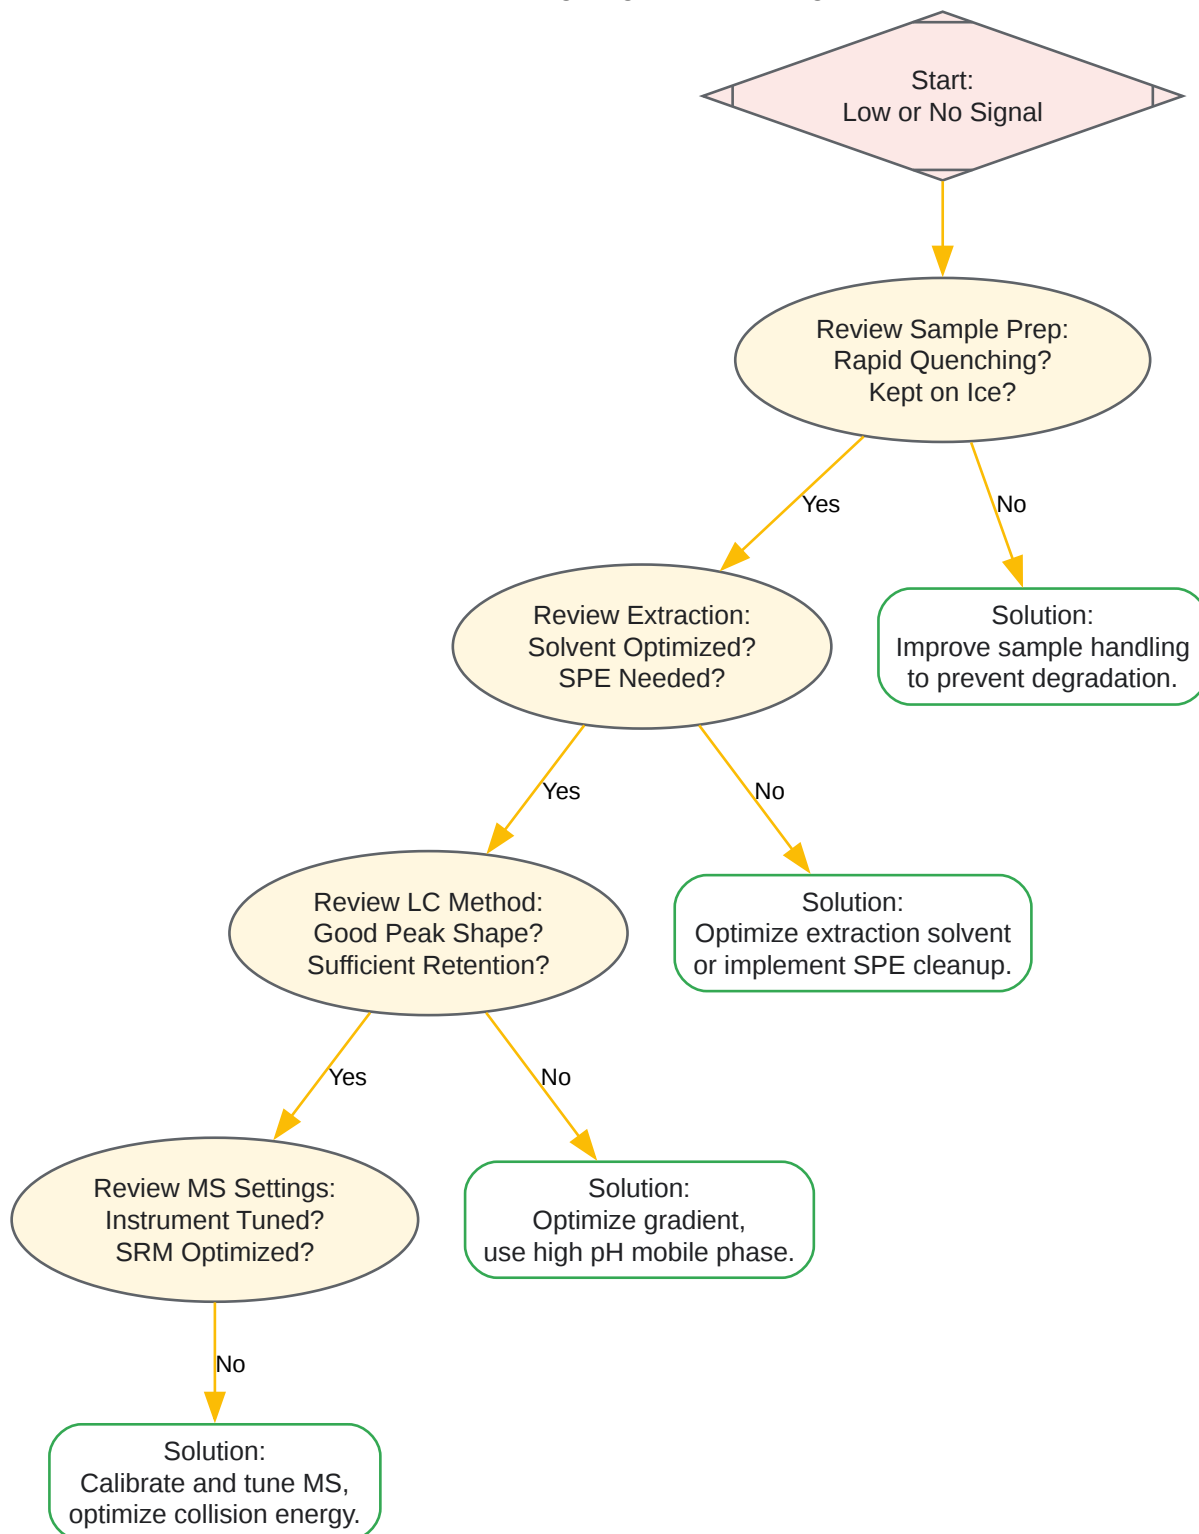 Start:
Low or No Signal
Review Sample Prep:
Rapid Quenching?
Kept on Ice?
Yes
No
Review Extraction:
Solvent Optimized?
SPE Needed?
Solution:
Improve sample handling
to prevent degradation.
Yes
No
Review LC Method:
Good Peak Shape?
Sufficient Retention?
Solution:
Optimize extraction solvent
or implement SPE cleanup.
Yes
No
Review MS Settings:
Instrument Tuned?
SRM Optimized?
Solution:
Optimize gradient,
use high pH mobile phase.
No
Solution:
Calibrate and tune MS,
optimize collision energy.